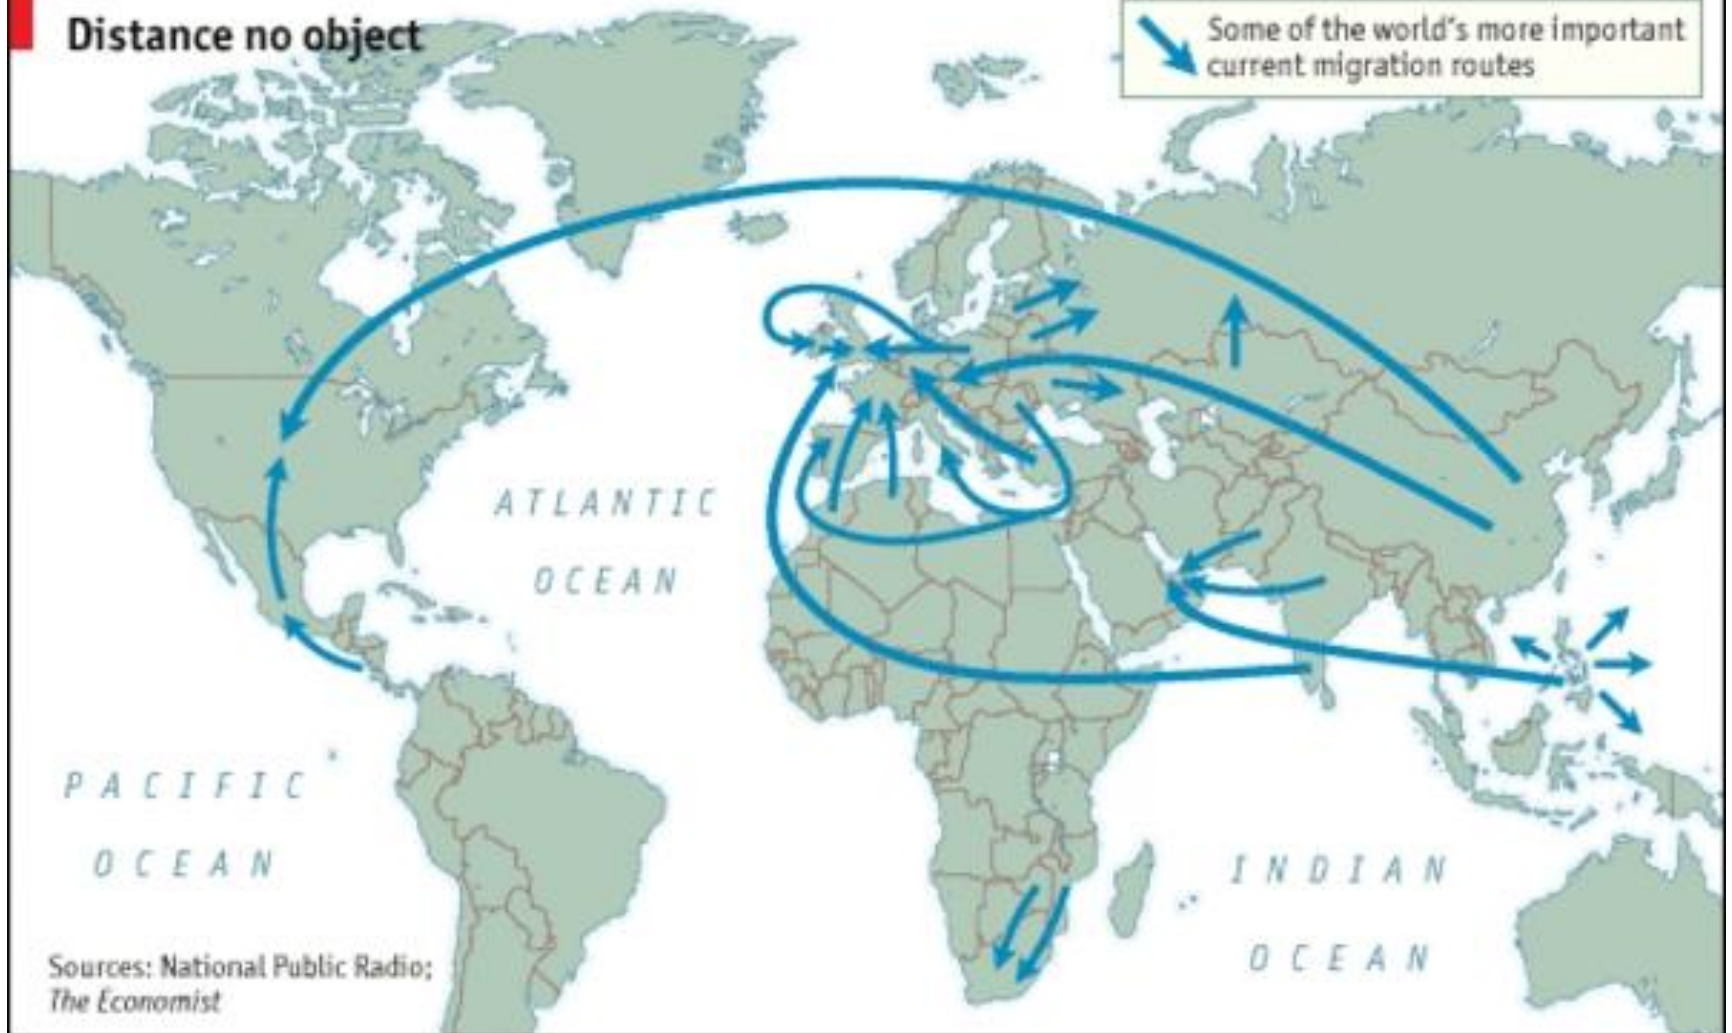 Distance no object
Some of the world's more important
current migration routes
ATLANTIC
OCEAN
PACIFIC
OCEAN
INDIAN
OCEAN
Sources: National Public Radio;
The Economist